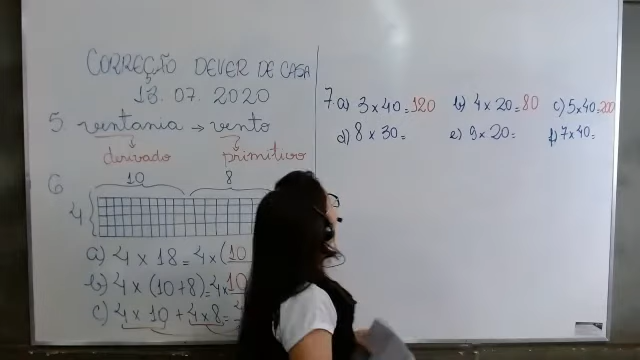 CORREÇÃO DEVER DE CASA
13.07.2020
5. ventania → vento
derivado primitivo
6
10 8
4
a) 4 x 18 = 4 x (10
b) 4 x (10+8) = 4 x 10
c) 4 x 10 + 4 x 8 =
7. a) 3 x 40 = 120 b) 4 x 20 = 80 c) 5 x 40 = 200
d) 8 x 30 = e) 9 x 20 = f) 7 x 40 =